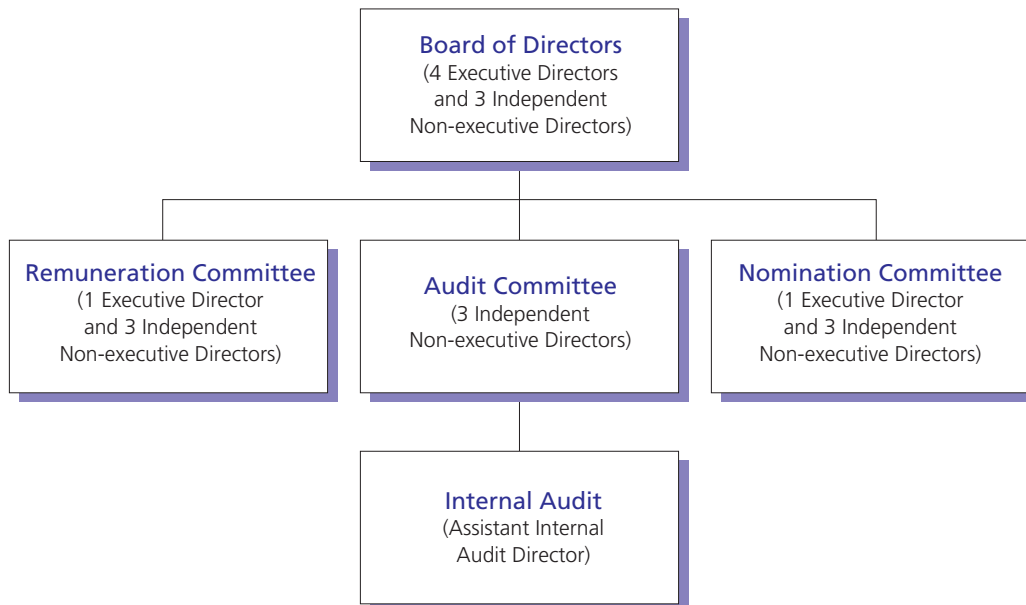 Board of Directors
(4 Executive Directors
and 3 Independent
Non-executive Directors)
Remuneration Committee
(1 Executive Director
and 3 Independent
Non-executive Directors)
Audit Committee
(3 Independent
Non-executive Directors)
Nomination Committee
(1 Executive Director
and 3 Independent
Non-executive Directors)
Internal Audit
(Assistant Internal
Audit Director)